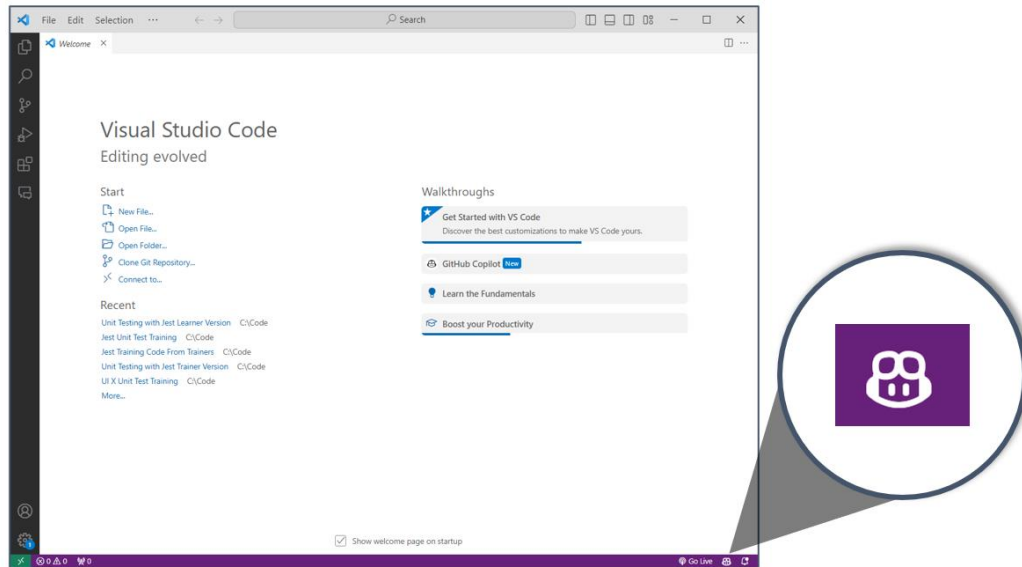 File Edit Selection ··· Search
Welcome
Visual Studio Code
Editing evolved
Start
New File...
Open File...
Open Folder...
Clone Git Repository...
Connect to...
Recent
Unit Testing with Jest Learner Version C:\Code
Jest Unit Test Training C:\Code
Jest Training Code From Trainers C:\Code
Unit Testing with Jest Trainer Version C:\Code
UI X Unit Test Training C:\Code
More...
Walkthroughs
Get Started with VS Code
Discover the best customizations to make VS Code yours.
GitHub Copilot New
Learn the Fundamentals
Boost your Productivity
Show welcome page on startup
1
0 0 0 Go Live